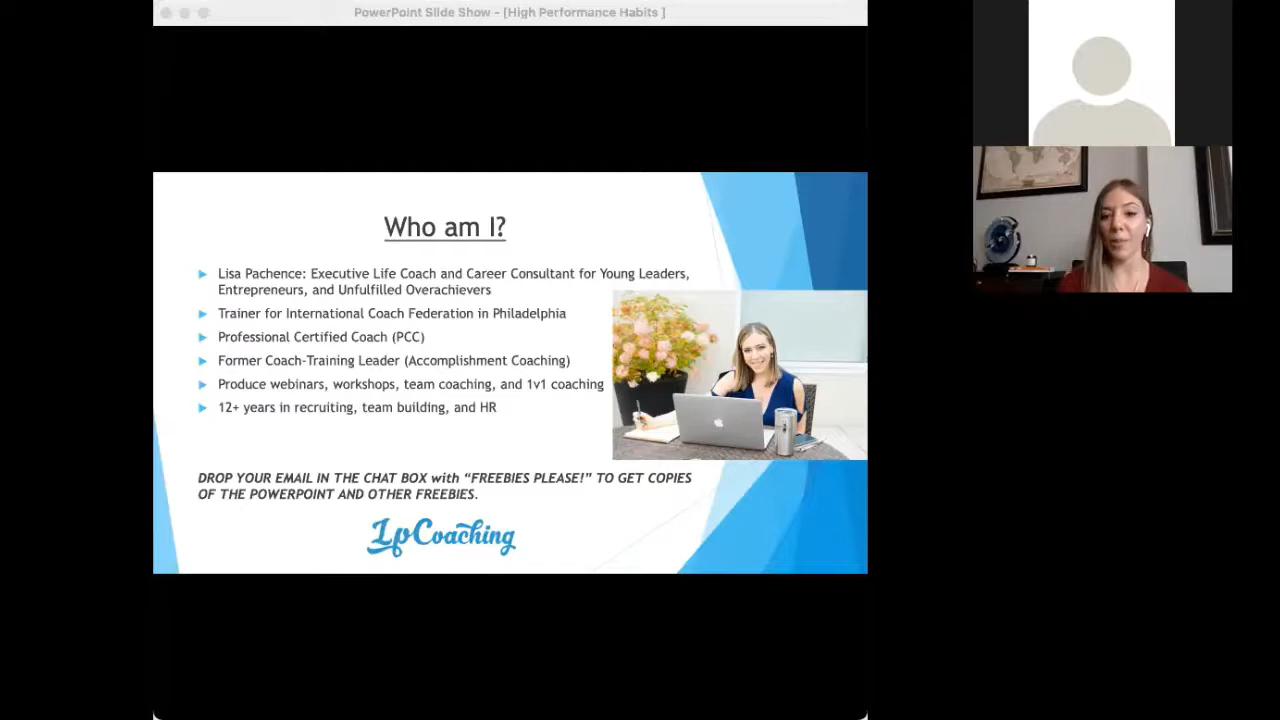 PowerPoint Slide Show - [High Performance Habits ]
Who am I?
Lisa Pachence: Executive Life Coach and Career Consultant for Young Leaders,
Entrepreneurs, and Unfulfilled Overachievers
Trainer for International Coach Federation in Philadelphia
Professional Certified Coach (PCC)
Former Coach-Training Leader (Accomplishment Coaching)
Produce webinars, workshops, team coaching, and 1v1 coaching
12+ years in recruiting, team building, and HR
DROP YOUR EMAIL IN THE CHAT BOX with “FREEBIES PLEASE!” TO GET COPIES
OF THE POWERPOINT AND OTHER FREEBIES.
LpCoaching